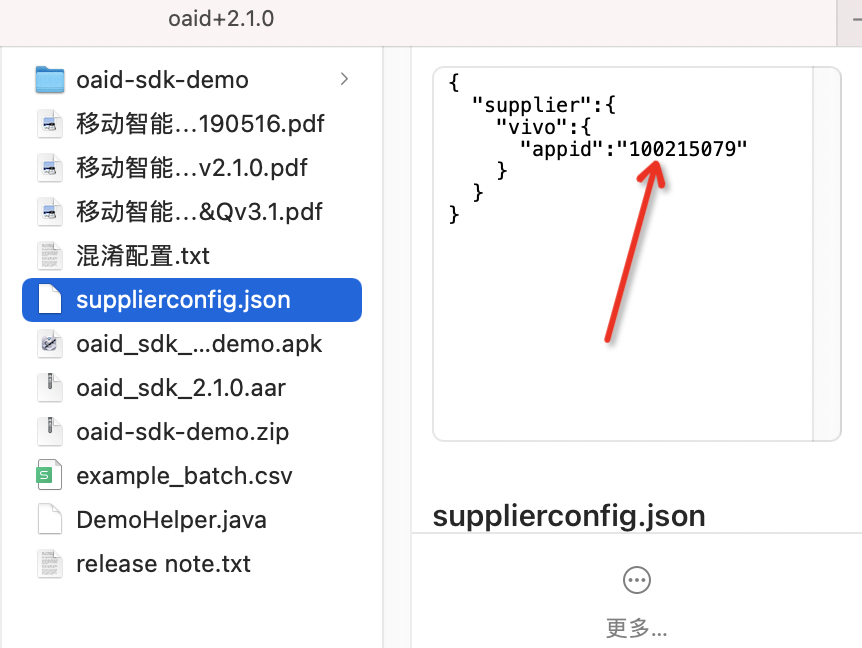 oaid+2.1.0
oaid-sdk-demo
移动智能...190516.pdf
移动智能...v2.1.0.pdf
移动智能...&Qv3.1.pdf
混淆配置.txt
supplierconfig.json
oaid_sdk_...demo.apk
oaid_sdk_2.1.0.aar
oaid-sdk-demo.zip
example_batch.csv
DemoHelper.java
release note.txt
{
"supplier":{
"vivo":{
"appid":"100215079"
}
}
}
supplierconfig.json
更多...